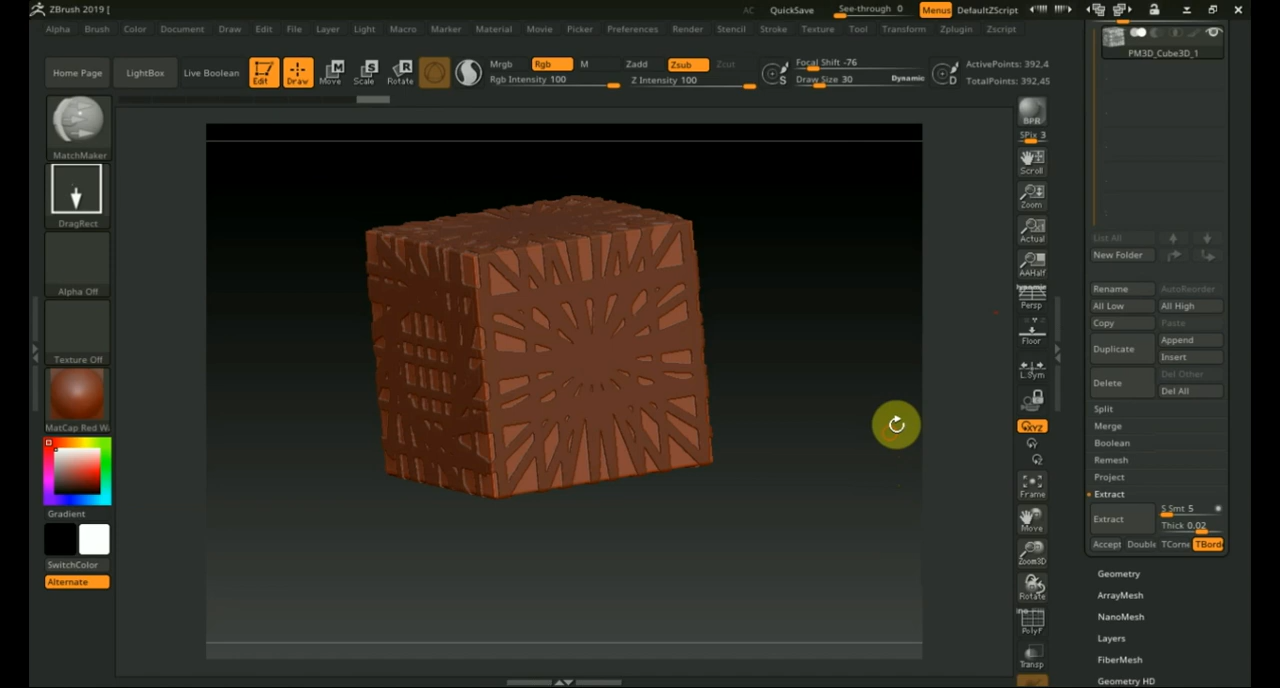 ZBrush 2019 [
AC QuickSave See-through 0 Menus DefaultZScript
Alpha Brush Color Document Draw Edit File Layer Light Macro Marker Material Movie Picker Preferences Render Stencil Stroke Texture Tool Transform Zplugin Zscript
PM3D_Cube3D_1
Home Page LightBox Live Boolean Edit Draw Move Scale Rotate
Mrgb Rgb M Zadd Zsub Zcut
Rgb Intensity 100 Z Intensity 100
Focal Shift -76
Draw Size 30 Dynamic
S D
ActivePoints: 392,4
TotalPoints: 392,45
MatchMaker
DragRect
Alpha Off
Texture Off
MatCap Red Wa
Gradient
SwitchColor
Alternate
BPR
SPix 3
Scroll
Zoom
Actual
AAHalf
Dynamic
Persp
Floor
L.Sym
XYZ
Frame
Move
Zoom3D
Rotate
PolyF
Transp
List All
New Folder
Rename AutoReorder
All Low All High
Copy Paste
Duplicate Append
Insert
Delete Del Other
Del All
Split
Merge
Boolean
Remesh
Project
Extract
Extract S Smt 5
Thick 0.02
Accept Double TCorne TBorde
Geometry
ArrayMesh
NanoMesh
Layers
FiberMesh
Geometry HD